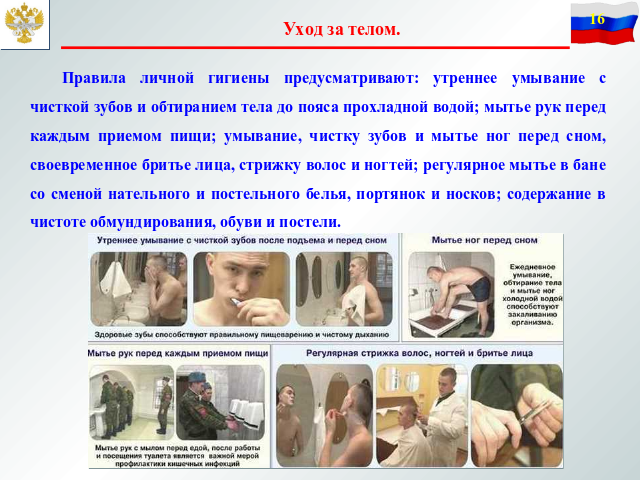 16
Уход за телом.
Правила личной гигиены предусматривают: утреннее умывание с
чисткой зубов и обтиранием тела до пояса прохладной водой; мытье рук перед
каждым приемом пищи; умывание, чистку зубов и мытье ног перед сном,
своевременное бритье лица, стрижку волос и ногтей; регулярное мытье в бане
со сменой нательного и постельного белья, портянок и носков; содержание в
чистоте обмундирования, обуви и постели.
Утреннее умывание с чисткой зубов после подъема и перед сном
Здоровые зубы способствуют правильному пищеварению и чистому дыханию
Мытье ног перед сном
Ежедневное
умывание,
обтирание тела
и мытье ног
холодной водой
способствуют
закаливанию
организма.
Мытье рук перед каждым приемом пищи
Мытье рук с мылом перед едой, после работы
и посещения туалета является важной мерой
профилактики кишечных инфекций
Регулярная стрижка волос, ногтей и бритье лица